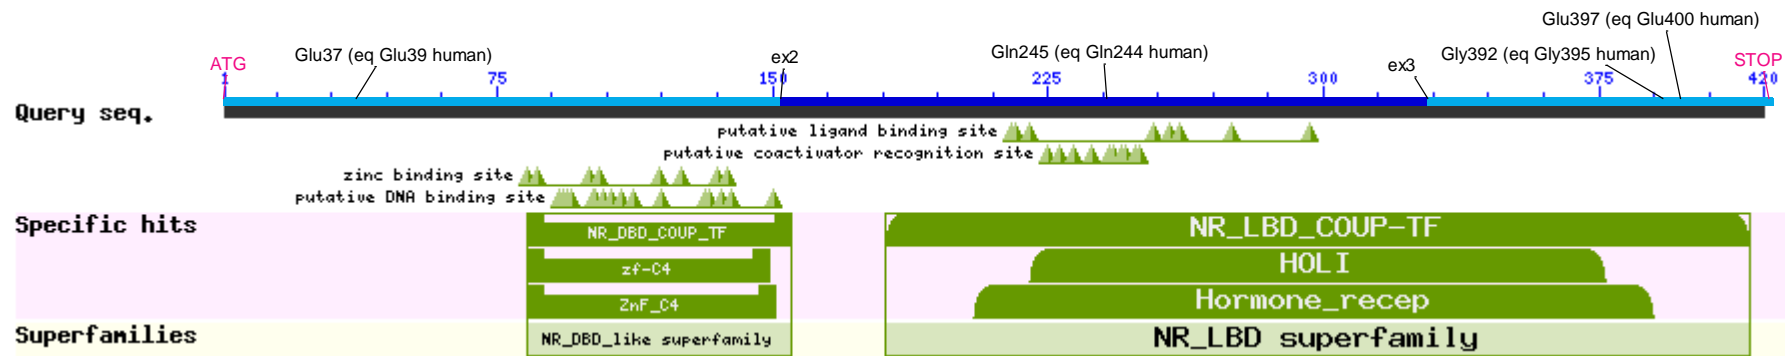 Glu397 (eq Glu400 human)
Glu37 (eq Glu39 human)
ex2
Gln245 (eq Gln244 human)
Gly392 (eq Gly395 human)
ATG
ex3
STOP
1 75 150 225 300 375 420
Query seq.
putative ligand binding site
putative coactivator recognition site
zinc binding site
putative DNA binding site
Specific hits
NR_DBD_COUP_TF
NR_LBD_COUP-TF
zf-C4
HOLI
ZnF_C4
Hormone_recep
Superfamilies
NR_DBD_like superfamily
NR_LBD superfamily